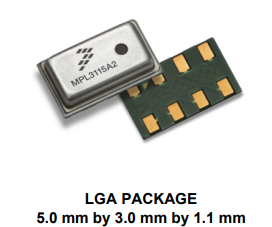 MPL3115A2
LGA PACKAGE
5.0 mm by 3.0 mm by 1.1 mm